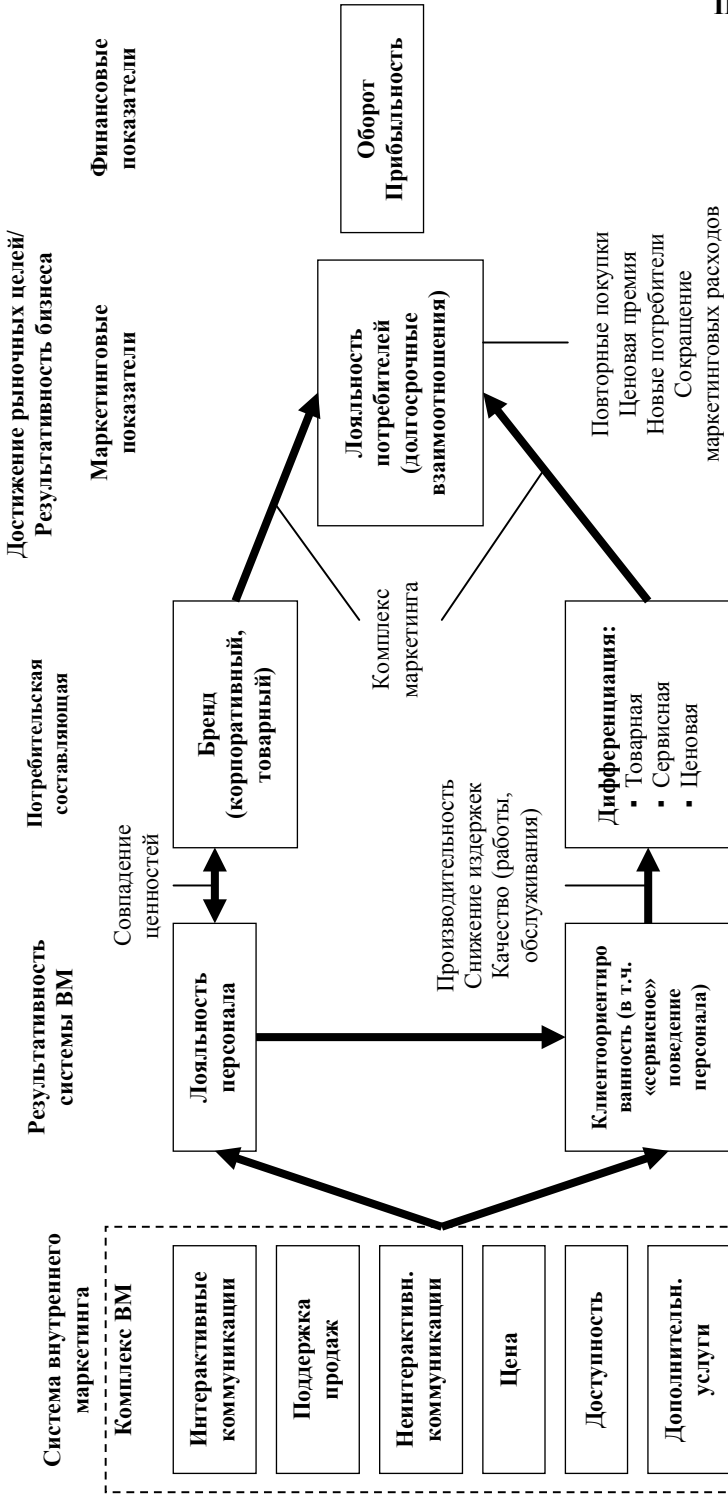 Система внутреннего
маркетинга
Комплекс ВМ
Интерактивные
коммуникации
Поддержка
продаж
Неинтерактивн.
коммуникации
Цена
Доступность
Дополнительн.
услуги
Результативность
системы ВМ
Лояльность
персонала
Клиентоориентиро
ванность (в т.ч.
«сервисное»
поведение
персонала)
Совпадение
ценностей
Производительность
Снижение издержек
Качество (работы,
обслуживания)
Потребительская
составляющая
Бренд
(корпоративный,
товарный)
Комплекс
маркетинга
Дифференциация:
▪ Товарная
▪ Сервисная
▪ Ценовая
Достижение рыночных целей/
Результативность бизнеса
Маркетинговые
показатели
Лояльность
потребителей
(долгосрочные
взаимоотношения)
Повторные покупки
Ценовая премия
Новые потребители
Сокращение
маркетинговых расходов
Финансовые
показатели
Оборот
Прибыльность